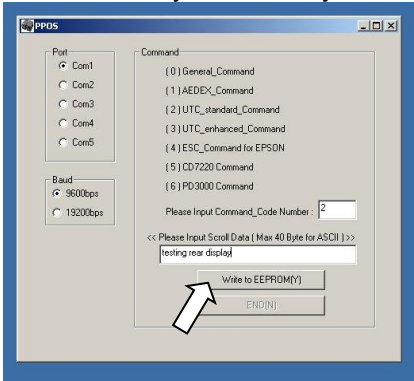 PPOS
Port
Com1
Com2
Com3
Com4
Com5
Baud
9600bps
19200bps
Command
( 0 ) General_Command
( 1 ) AEDEX_Command
( 2 ) UTC_standard_Command
( 3 ) UTC_enhanced_Command
( 4 ) ESC_Command for EPSON
( 5 ) CD7220 Command
( 6 ) PD3000 Command
Please Input Command_Code Number : 2
<< Please Input Scroll Data ( Max 40 Byte for ASCII ) >>
testing rear display
Write to EEPROM(Y)
END(N)